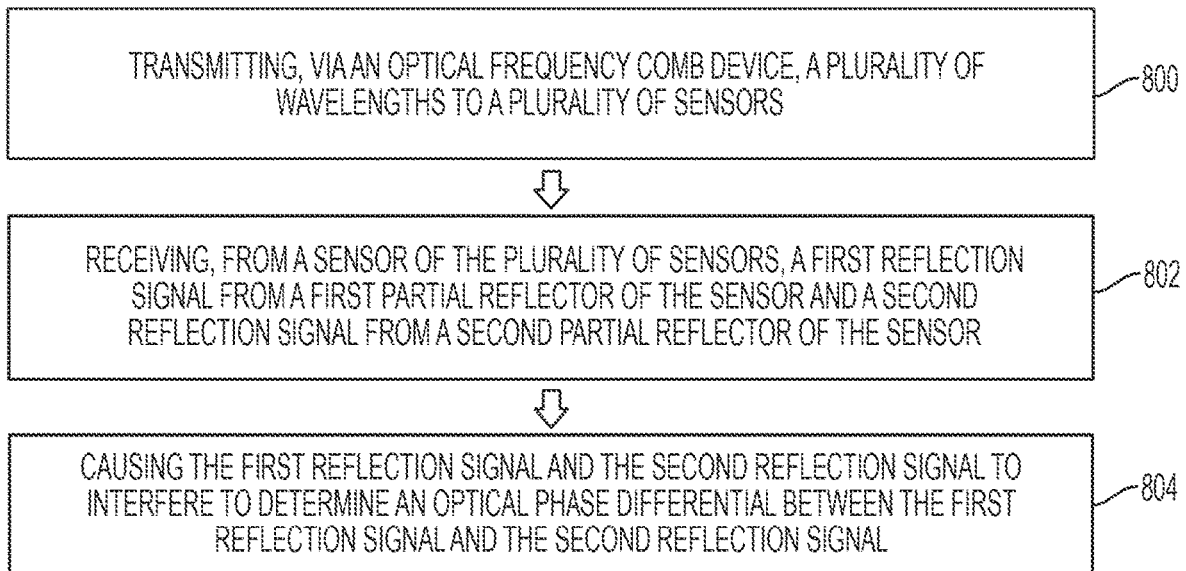 TRANSMITTING, VIA AN OPTICAL FREQUENCY COMB DEVICE, A PLURALITY OF
WAVELENGTHS TO A PLURALITY OF SENSORS
800
RECEIVING, FROM A SENSOR OF THE PLURALITY OF SENSORS, A FIRST REFLECTION
SIGNAL FROM A FIRST PARTIAL REFLECTOR OF THE SENSOR AND A SECOND
REFLECTION SIGNAL FROM A SECOND PARTIAL REFLECTOR OF THE SENSOR
802
CAUSING THE FIRST REFLECTION SIGNAL AND THE SECOND REFLECTION SIGNAL TO
INTERFERE TO DETERMINE AN OPTICAL PHASE DIFFERENTIAL BETWEEN THE FIRST
REFLECTION SIGNAL AND THE SECOND REFLECTION SIGNAL
804